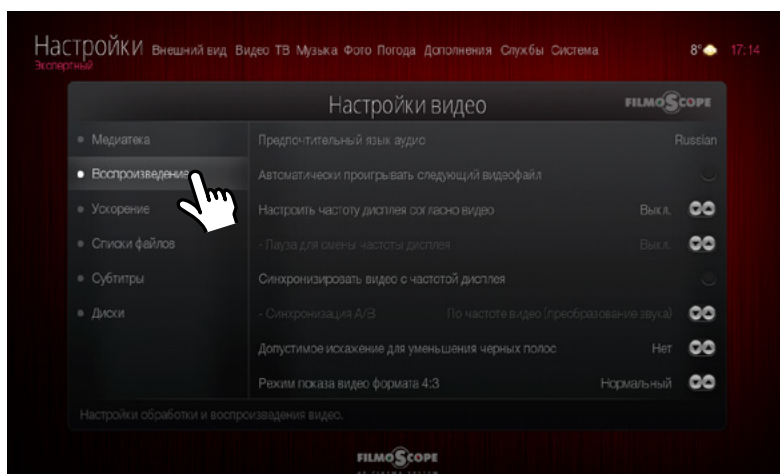 Настройки Внешний вид Видео ТВ Музыка Фото Погода Дополнения Службы Система 8° 17:14
Экспертный
Настройки видео FILMOSCOPE
Медиатека
Воспроизведение
Ускорение
Списки файлов
Субтитры
Диски
Предпочтительный язык аудио Russian
Автоматически проигрывать следующий видеофайл
Настроить частоту дисплея согласно видео Выкл.
- Пауза для смены частоты дисплея Выкл.
Синхронизировать видео с частотой дисплея
- Синхронизация А/В По частоте видео (преобразование звука)
Допустимое искажение для уменьшения черных полос Нет
Режим показа видео формата 4:3 Нормальный
Настройки обработки и воспроизведения видео.
FILMOSCOPE